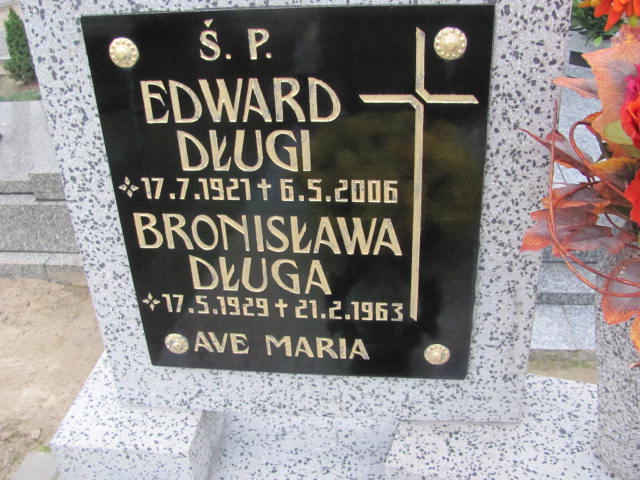 Ś. P.
EDWARD
DŁUGI
17.7.1921 † 6.5.2006
BRONISŁAWA
DŁUGA
17.5.1929 † 21.2.1963
AVE MARIA